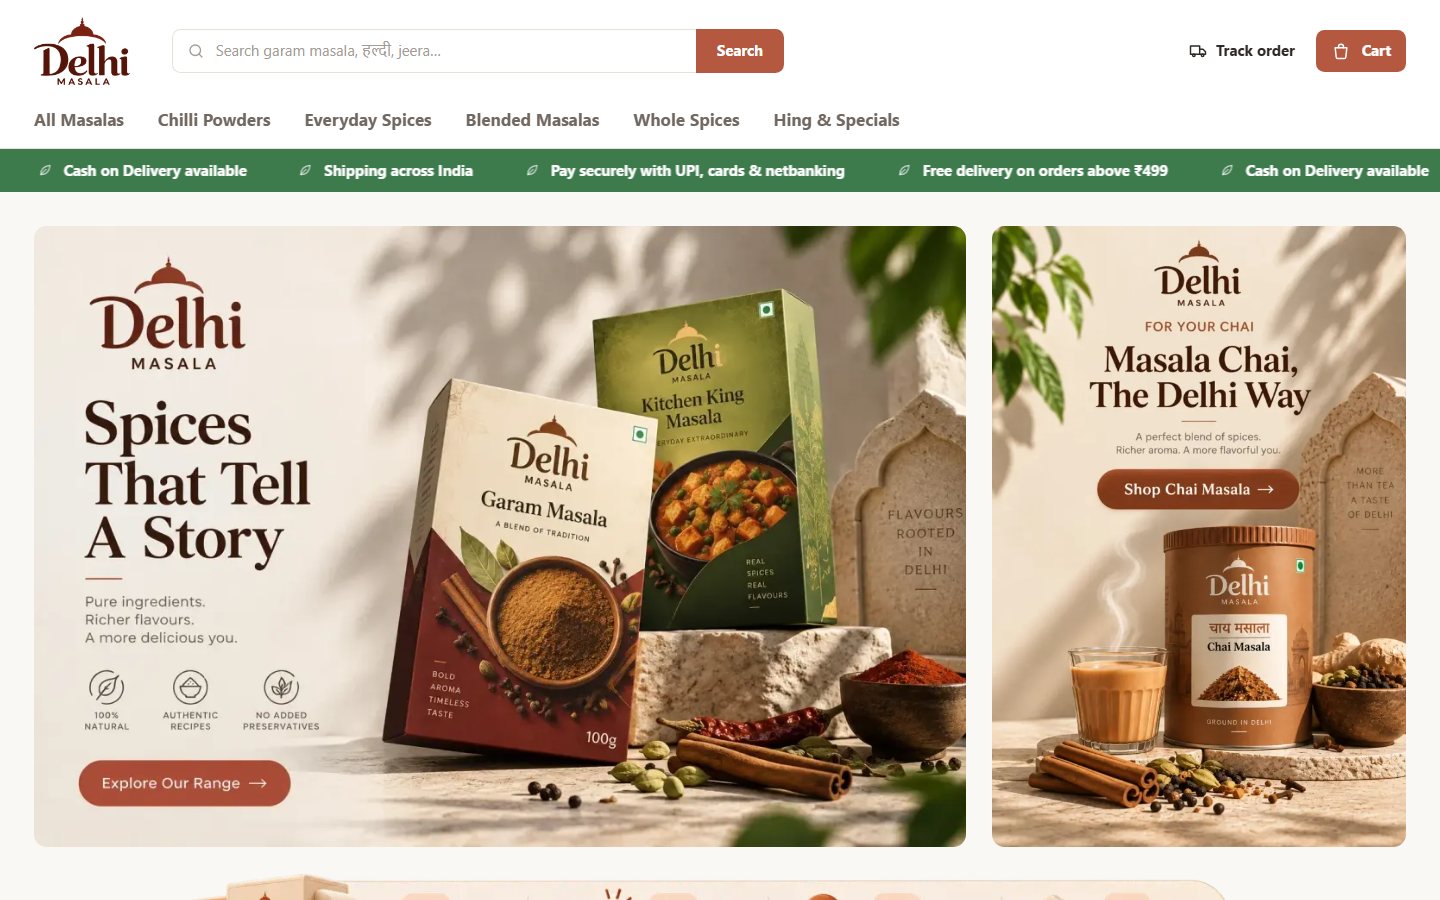 Delhi
MASALA
Search garam masala, हल्दी, jeera...
Search
Track order
Cart
All Masalas
Chilli Powders
Everyday Spices
Blended Masalas
Whole Spices
Hing & Specials
Cash on Delivery available
Shipping across India
Pay securely with UPI, cards & netbanking
Free delivery on orders above ₹499
Cash on Delivery available
Delhi
MASALA
Spices
That Tell
A Story
Pure ingredients.
Richer flavours.
A more delicious you.
100%
NATURAL
AUTHENTIC
RECIPES
NO ADDED
PRESERVATIVES
Explore Our Range
Delhi
MASALA
Garam Masala
A BLEND OF TRADITION
BOLD
AROMA
TIMELESS
TASTE
100g
Delhi
MASALA
Kitchen King
Masala
EXTRAORDINARY
REAL
SPICES
REAL
FLAVOURS
FLAVOURS
ROOTED
IN
DELHI
Delhi
MASALA
FOR YOUR CHAI
Masala Chai,
The Delhi Way
A perfect blend of spices.
Richer aroma. A more flavorful you.
Shop Chai Masala
MORE
THAN TEA
A TASTE
OF DELHI
Delhi
MASALA
चाय मसाला
Chai Masala
GROUND IN DELHI